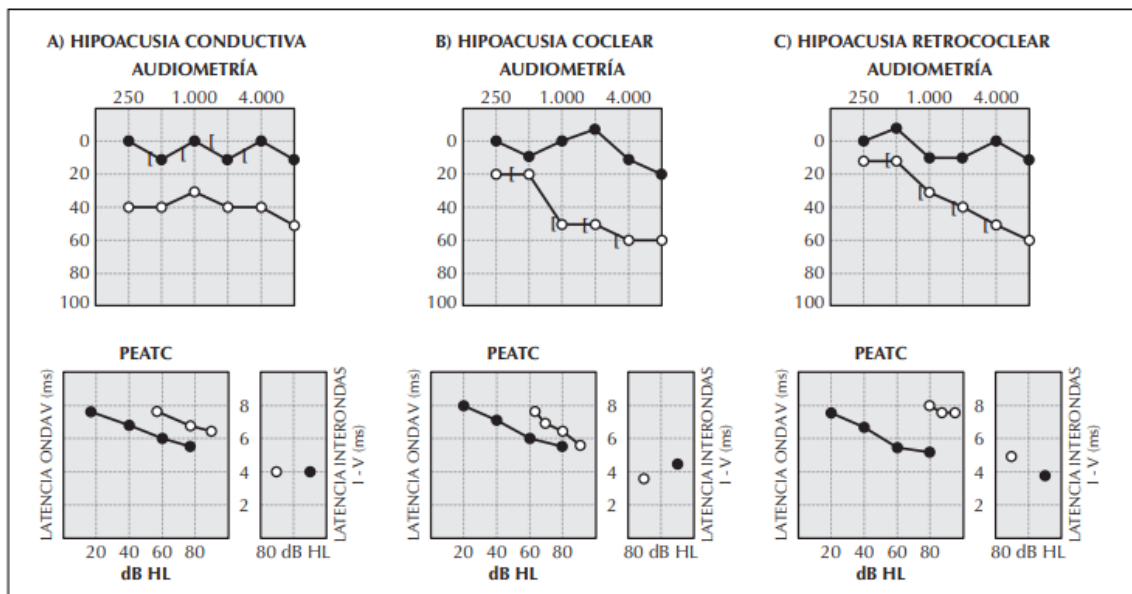 A) HIPOACUSIA CONDUCTIVA
AUDIOMETRÍA
250 1.000 4.000
0
20
40
60
80
100
PEATC
LATENCIA ONDA V (ms)
8
6
4
2
20 40 60 80
dB HL
80 dB HL
LATENCIA INTERONDAS
I - V (ms)
B) HIPOACUSIA COCLEAR
AUDIOMETRÍA
250 1.000 4.000
0
20
40
60
80
100
PEATC
LATENCIA ONDA V (ms)
8
6
4
2
20 40 60 80
dB HL
80 dB HL
LATENCIA INTERONDAS
I - V (ms)
C) HIPOACUSIA RETROCOCLEAR
AUDIOMETRÍA
250 1.000 4.000
0
20
40
60
80
100
PEATC
LATENCIA ONDA V (ms)
8
6
4
2
20 40 60 80
dB HL
80 dB HL
LATENCIA INTERONDAS
I - V (ms)